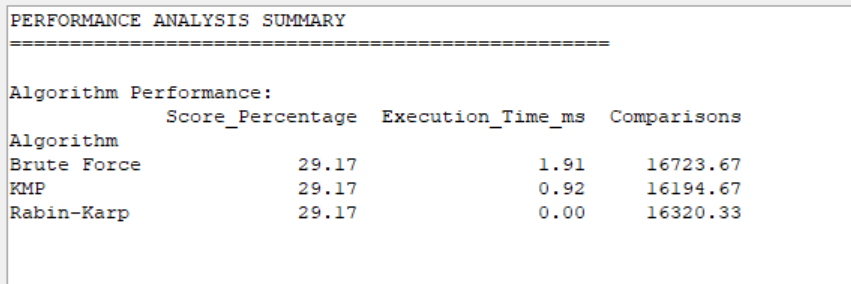 PERFORMANCE ANALYSIS SUMMARY
==================================================
Algorithm Performance:
Score_Percentage Execution_Time_ms Comparisons
Algorithm
Brute Force 29.17 1.91 16723.67
KMP 29.17 0.92 16194.67
Rabin-Karp 29.17 0.00 16320.33